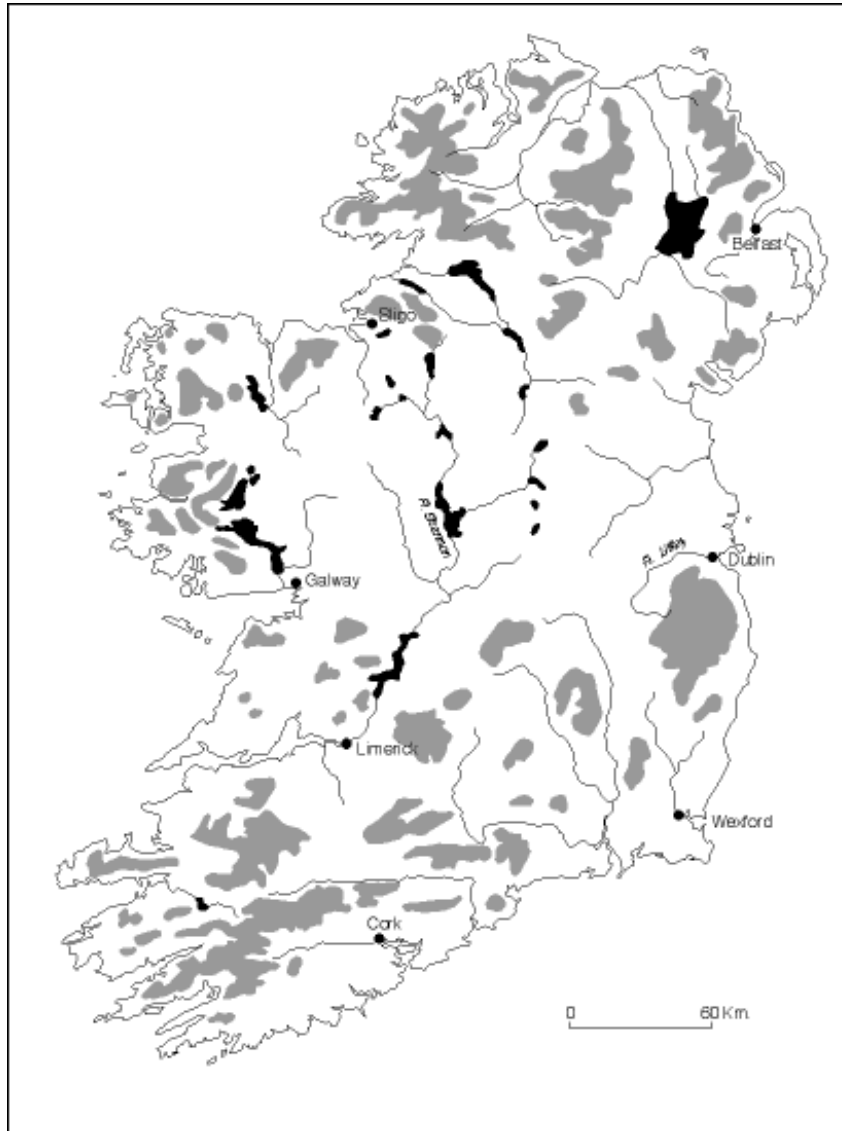 Belfast
Sligo
R. Shannon
R. Liffey
Dublin
Galway
Limerick
Wexford
Cork
0 60 Km.